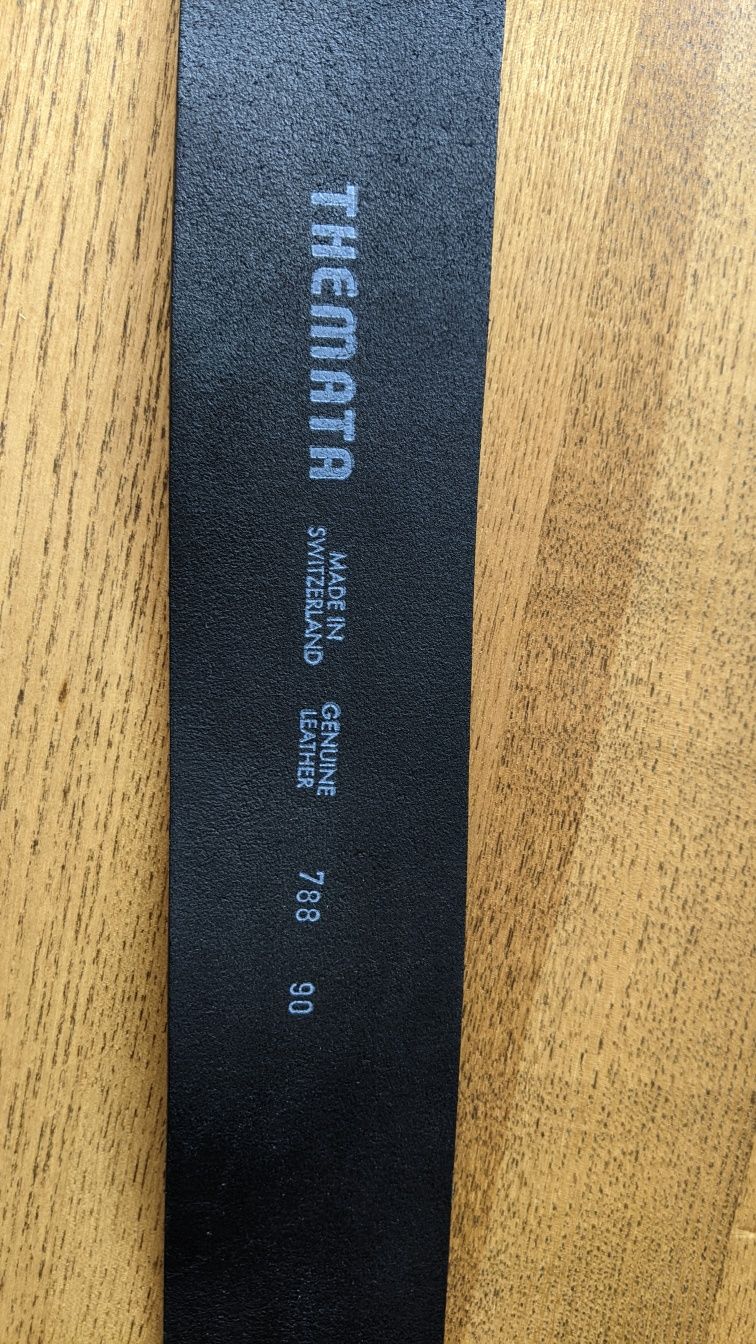 THEMATA
MADE IN
SWITZERLAND
GENUINE
LEATHER
788
90